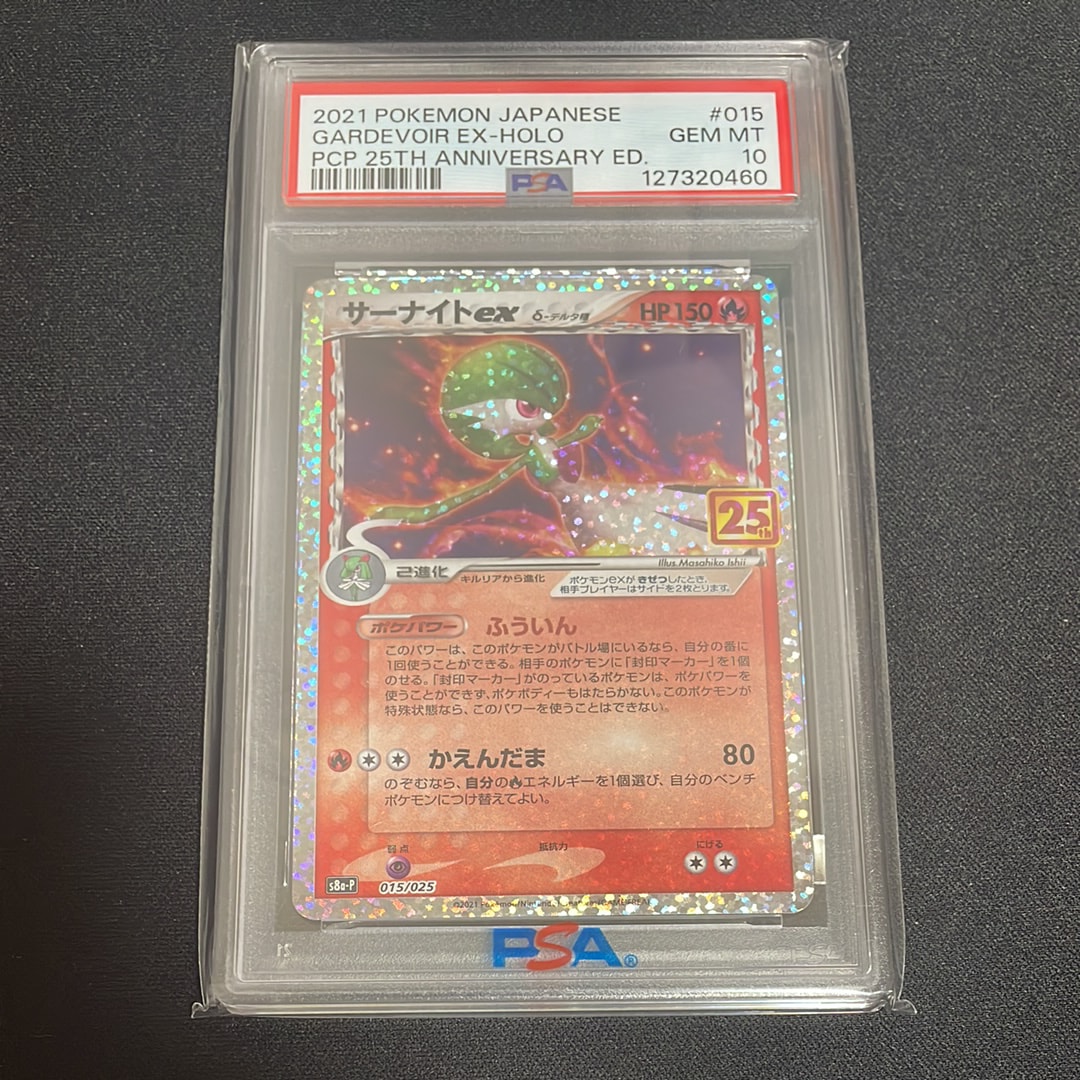 2021 POKEMON JAPANESE #015
GARDEVOIR EX-HOLO GEM MT
PCP 25TH ANNIVERSARY ED. 10
PSA 127320460
サーナイトex δ-デルタ種 HP150
25th
Illus. Masahiko Ishii
2進化 キルリアから進化
ポケモンexが きぜつしたとき、
相手プレイヤーはサイドを2枚とります。
ポケパワー ふういん
このパワーは、このポケモンがバトル場にいるなら、自分の番に
1回使うことができる。相手のポケモンに「封印マーカー」を1個
のせる。「封印マーカー」がのっているポケモンは、ポケパワーを
使うことができず、ポケボディーもはたらかない。このポケモンが
特殊状態なら、このパワーを使うことはできない。
かえんだま 80
のぞむなら、自分のエネルギーを1個選び、自分のベンチ
ポケモンにつけ替えてよい。
弱点 抵抗力 にげる
s8a-P 015/025
©2021 Pokémon/Nintendo
PSA®